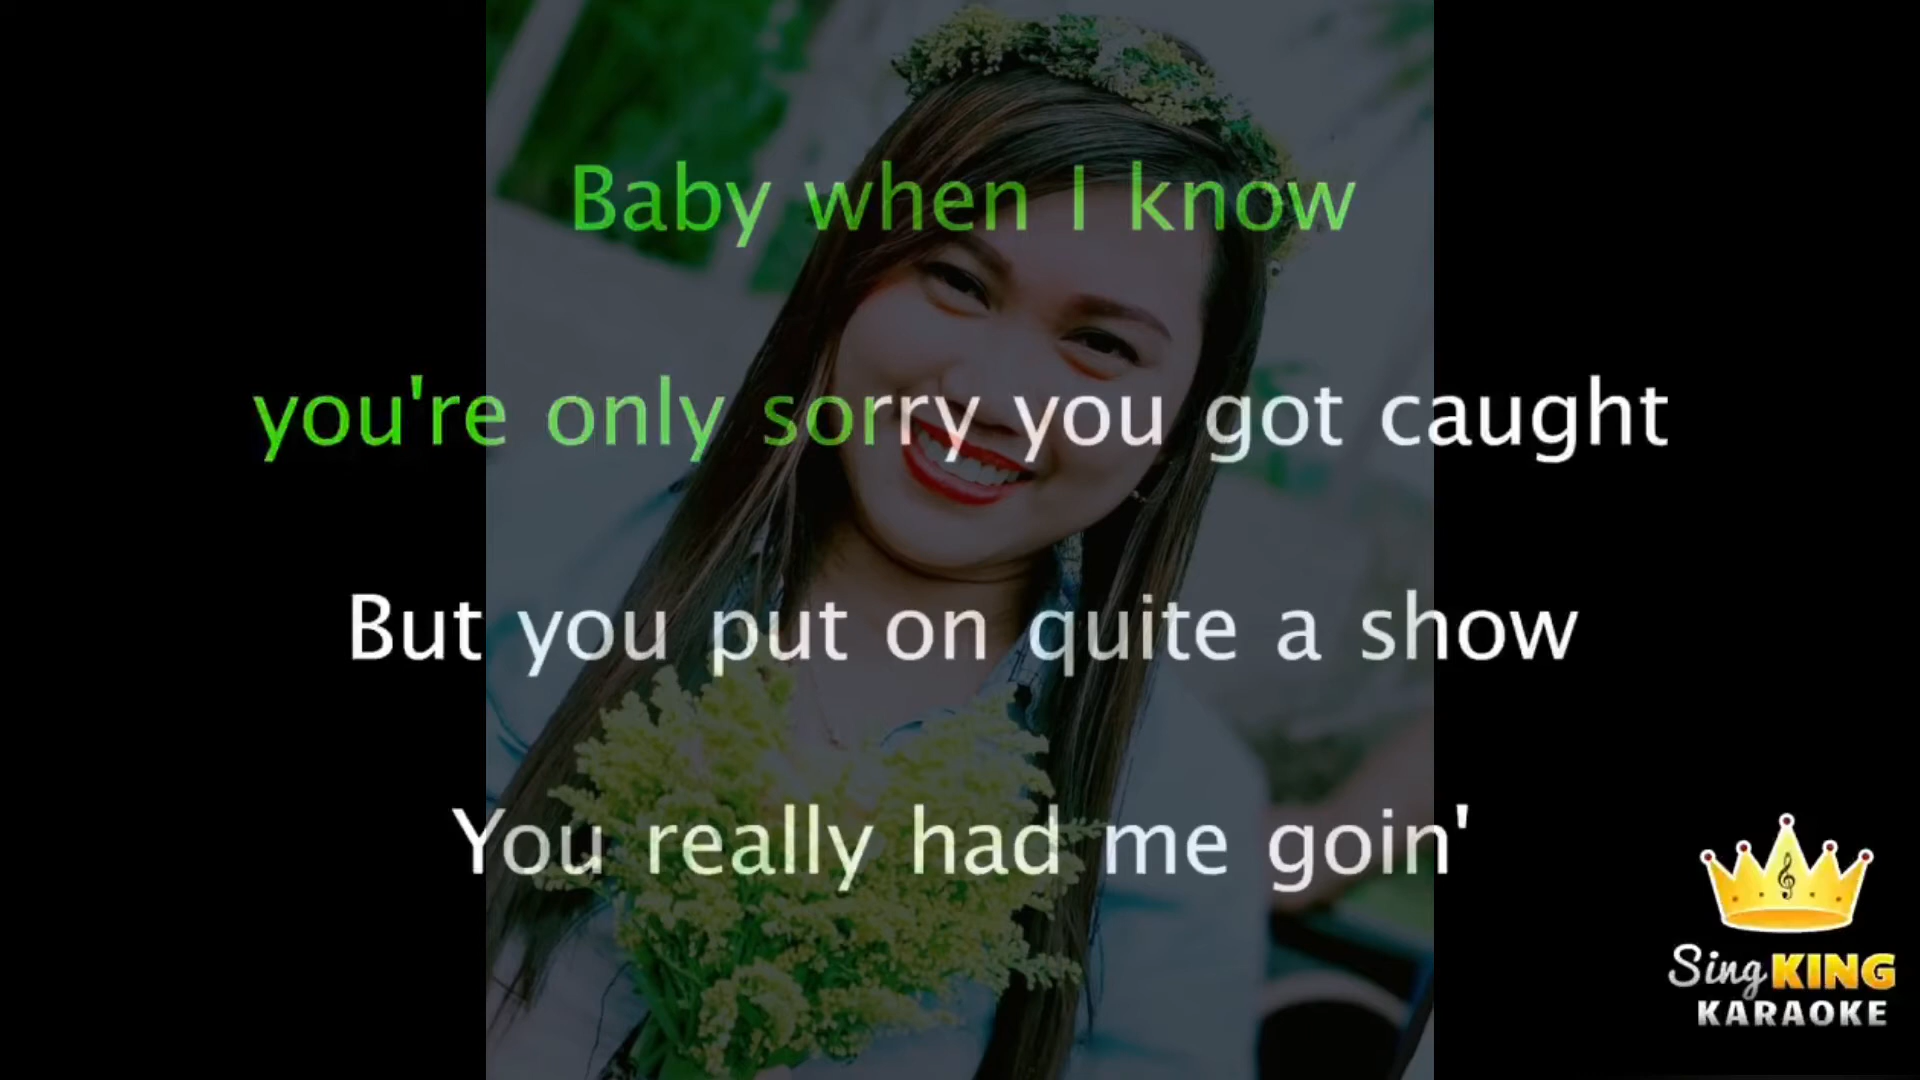 Baby when I know
you're only sorry you got caught
But you put on quite a show
You really had me goin'
Sing KING
KARAOKE